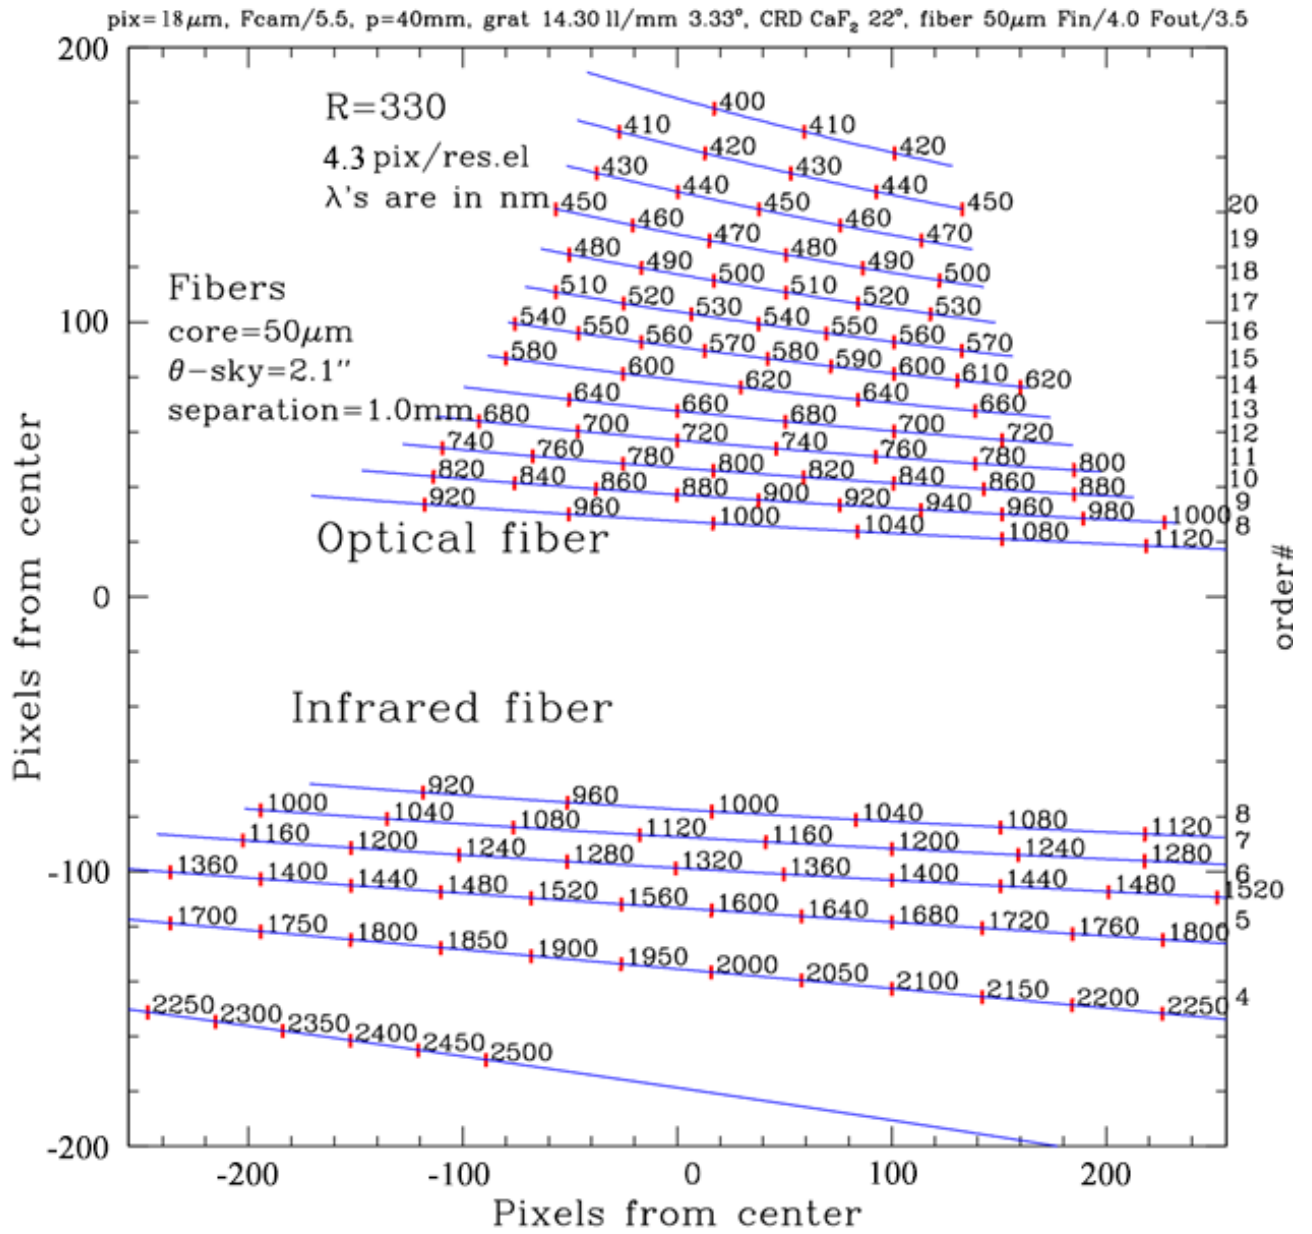 pix=18μm, Fcam/5.5, p=40mm, grat 14.30 ll/mm 3.33°, CRD CaF₂ 22°, fiber 50μm Fin/4.0 Fout/3.5
200
R=330
4.3 pix/res.el
λ's are in nm
400
410 410 420
420 430
430 440 440 450
450 450 460
460 470 470
480 480 490 500
490 500
510 510 520 530
520 530
540 540 550 560 570
550 560 570
580 580 590 600 610 620
600 620
640 640 660
660 680
680 700 700 720
720 740
740 760 760 780 800
780 800
820 820 840 860 880
840 860 880 900 920 940 960 980 1000
920 960 1000 1040 1080 1120
20
19
18
17
16
15
14
13
12
11
10
9
8
Fibers
core=50μm
θ-sky=2.1"
separation=1.0mm
100
Optical fiber
0
Pixels from center
order#
Infrared fiber
920 960 1000 1040 1080 1120 8
1000 1040 1080 1120 1160 1200 1240 1280 7
1160 1200 1240 1280 1320 1360 1400 1440 1480 1520 6
1360 1400 1440 1480 1520 1560 1600 1640 1680 1720 1760 1800 5
-100
1700 1750 1800 1850 1900 1950 2000 2050 2100 2150 2200 2250 4
2250 2300 2350 2400 2450 2500
-200
-200 -100 0 100 200
Pixels from center